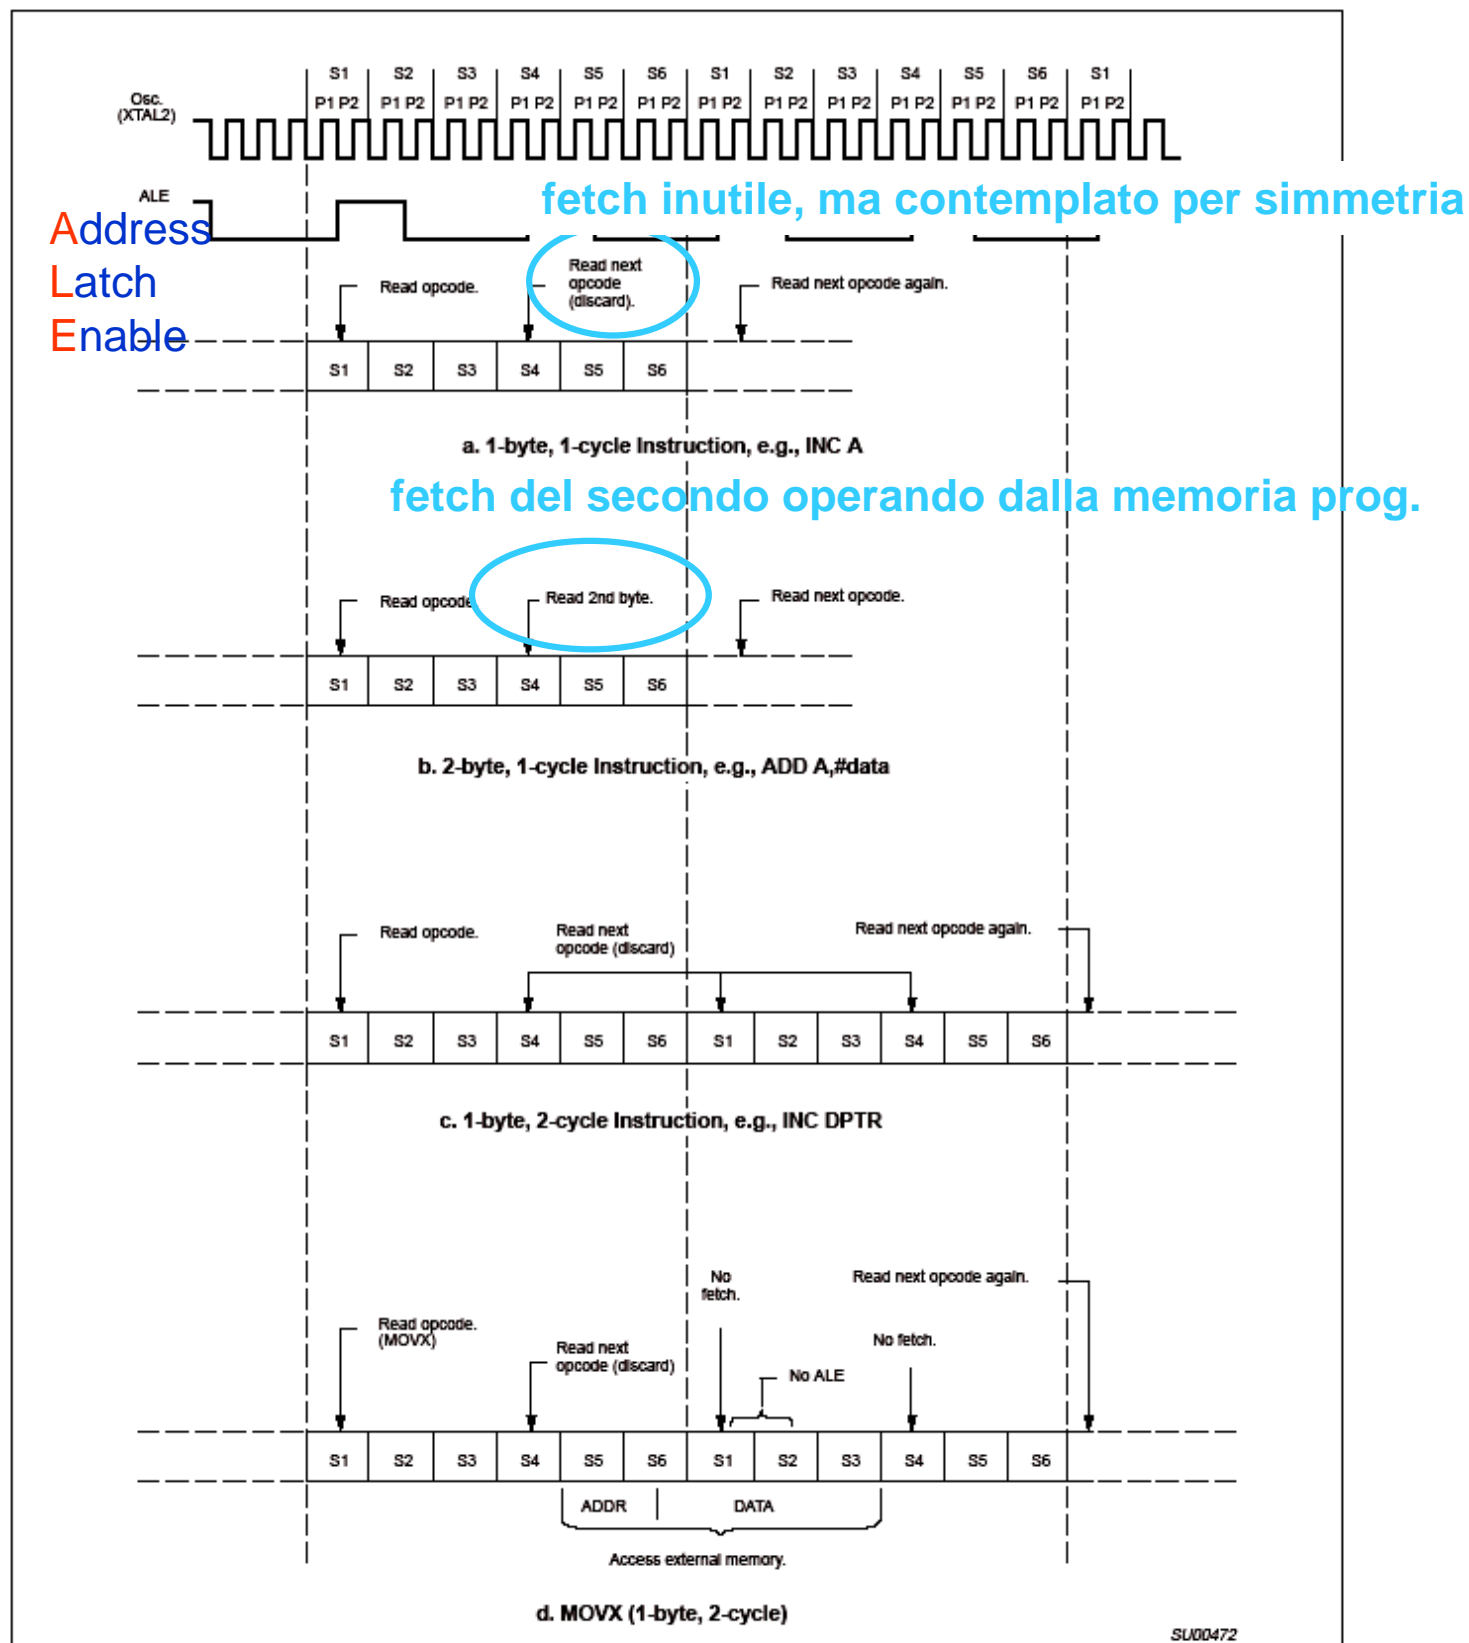 S1 S2 S3 S4 S5 S6 S1 S2 S3 S4 S5 S6 S1
Osc.
(XTAL2)
P1 P2 P1 P2 P1 P2 P1 P2 P1 P2 P1 P2 P1 P2 P1 P2 P1 P2 P1 P2 P1 P2 P1 P2 P1 P2
ALE
fetch inutile, ma contemplato per simmetria
Address
Latch
Enable
Read opcode.
Read next
opcode
(discard).
Read next opcode again.
S1 S2 S3 S4 S5 S6
a. 1-byte, 1-cycle Instruction, e.g., INC A
fetch del secondo operando dalla memoria prog.
Read opcode
Read 2nd byte.
Read next opcode.
S1 S2 S3 S4 S5 S6
b. 2-byte, 1-cycle Instruction, e.g., ADD A,#data
Read opcode.
Read next
opcode (discard)
Read next opcode again.
S1 S2 S3 S4 S5 S6 S1 S2 S3 S4 S5 S6
c. 1-byte, 2-cycle Instruction, e.g., INC DPTR
Read opcode.
(MOVX)
Read next
opcode (discard)
No
fetch.
No ALE
No fetch.
Read next opcode again.
S1 S2 S3 S4 S5 S6 S1 S2 S3 S4 S5 S6
ADDR DATA
Access external memory.
d. MOVX (1-byte, 2-cycle)
SU00472